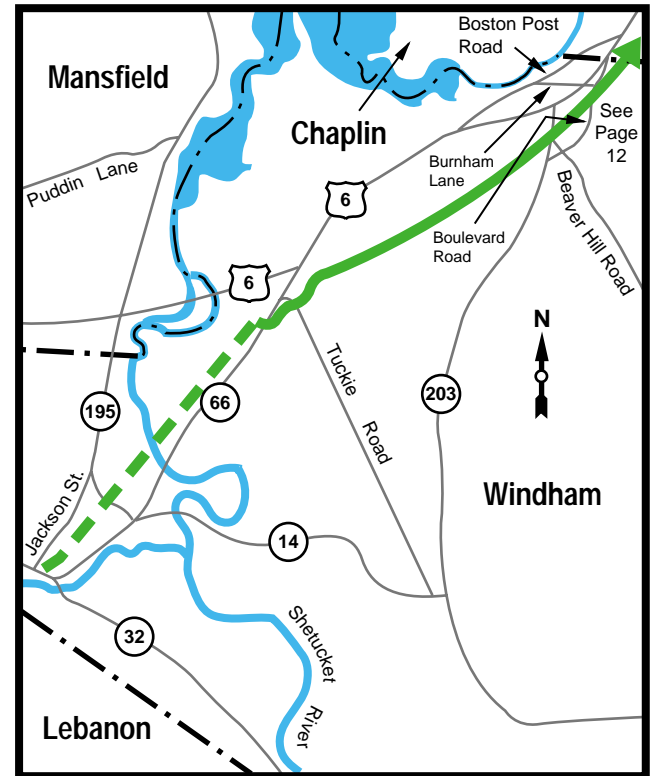 Boston Post
Road
Mansfield
Chaplin
See
Page
12
Puddin Lane
Burnham
Lane
6
Beaver Hill Road
Boulevard
Road
6
N
Tuckie Road
203
66
195
Windham
Jackson St.
14
Shetucket River
32
Lebanon